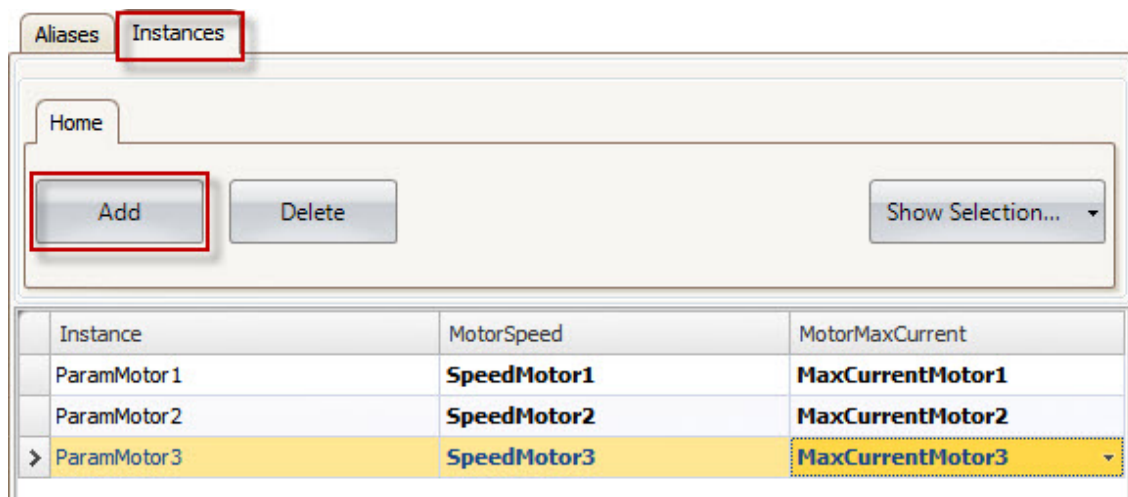 Aliases Instances
Home
Add Delete Show Selection...
Instance MotorSpeed MotorMaxCurrent
ParamMotor1 SpeedMotor1 MaxCurrentMotor1
ParamMotor2 SpeedMotor2 MaxCurrentMotor2
ParamMotor3 SpeedMotor3 MaxCurrentMotor3